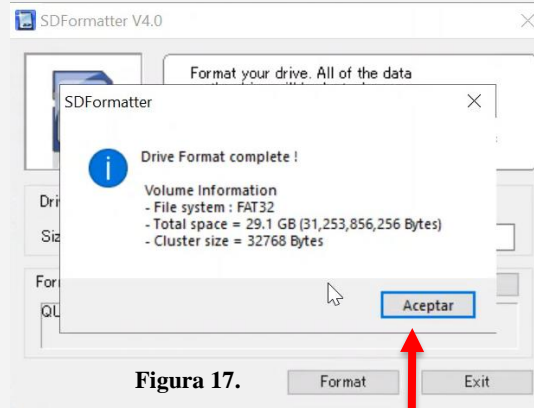 SDFormatter V4.0
Format your drive. All of the data
SDFormatter
Drive Format complete !
Volume Information
- File system : FAT32
- Total space = 29.1 GB (31,253,856,256 Bytes)
- Cluster size = 32768 Bytes
Aceptar
Figura 17.
Format
Exit